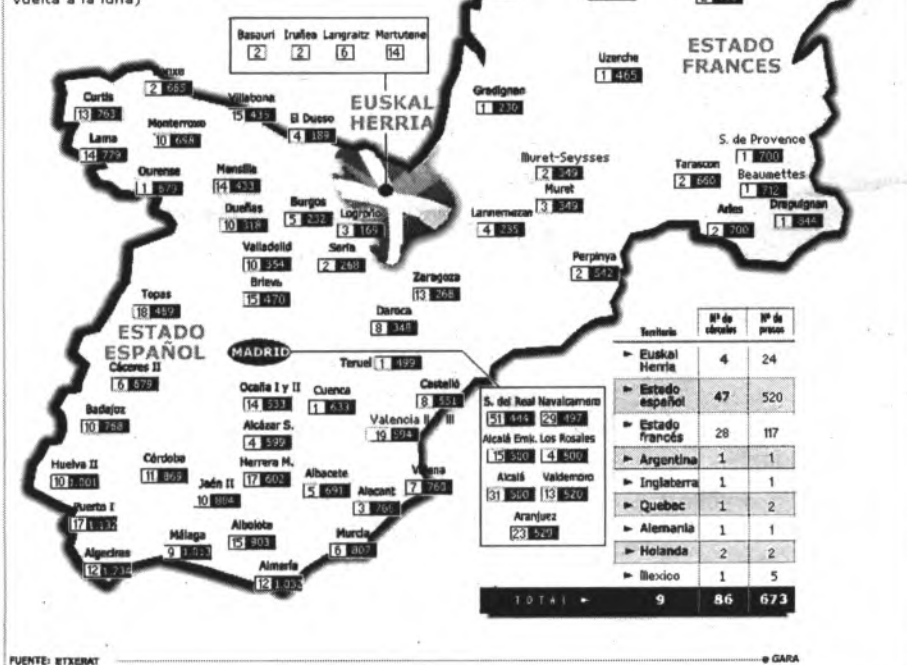 vuelta a la luna)
Basauri Iruñea Langraitz Martutene
2 2 6 14
EUSKAL HERRIA
ESTADO FRANCES
Uzerche
1 465
Gradignan
1 230
Curtis
13 763
2
Villabona
15 435
Monterroxo
10 658
El Dueso
4 189
Lama
14 779
Ourense
1 679
Mansilla
14 433
Muret-Seysses
2 349
Muret
3 349
S. de Provence
1 700
Tarascon
2 660
Beaumettes
1 712
Draguignan
1 844
Arles
2 700
Dueñas
10 318
Burgos
5 232
Logroño
3 169
Lannemezan
4 235
Valladolid
10 354
Soria
2 268
Perpinya
2 542
Brieva
15 470
Zaragoza
13 268
Topas
18 489
Daroca
8 348
ESTADO ESPAÑOL
MADRID
Teruel 1 499
Cáceres II
6 679
Ocaña I y II
14 533
Cuenca
1 633
Castelló
8 551
Badajoz
10 768
Alcázar S.
4 599
Valencia II III
19 594
Huelva II
10 1.001
Córdoba
11 869
Herrera M.
17 602
Jaén II
10 884
Albacete
5 691
Villena
7 760
Alacant
3 766
Puerto I
17 1.132
Málaga
9 1.012
Albolote
15 903
Murcia
6 807
Algeciras
12 1.234
Almería
12 1.032
S. del Real Navalcarnero
51 444 29 497
Alcalá Emk. Los Rosales
15 500 4 500
Alcalá Valdemoro
31 500 13 520
Aranjuez
23 520
Territorio Nº de cárceles Nº de presos
Euskal Herria 4 24
Estado español 47 520
Estado francés 28 117
Argentina 1 1
Inglaterra 1 1
Quebec 1 2
Alemania 1 1
Holanda 2 2
Mexico 1 5
TOTAL 9 86 673
FUENTE: ETXERAT
GARA